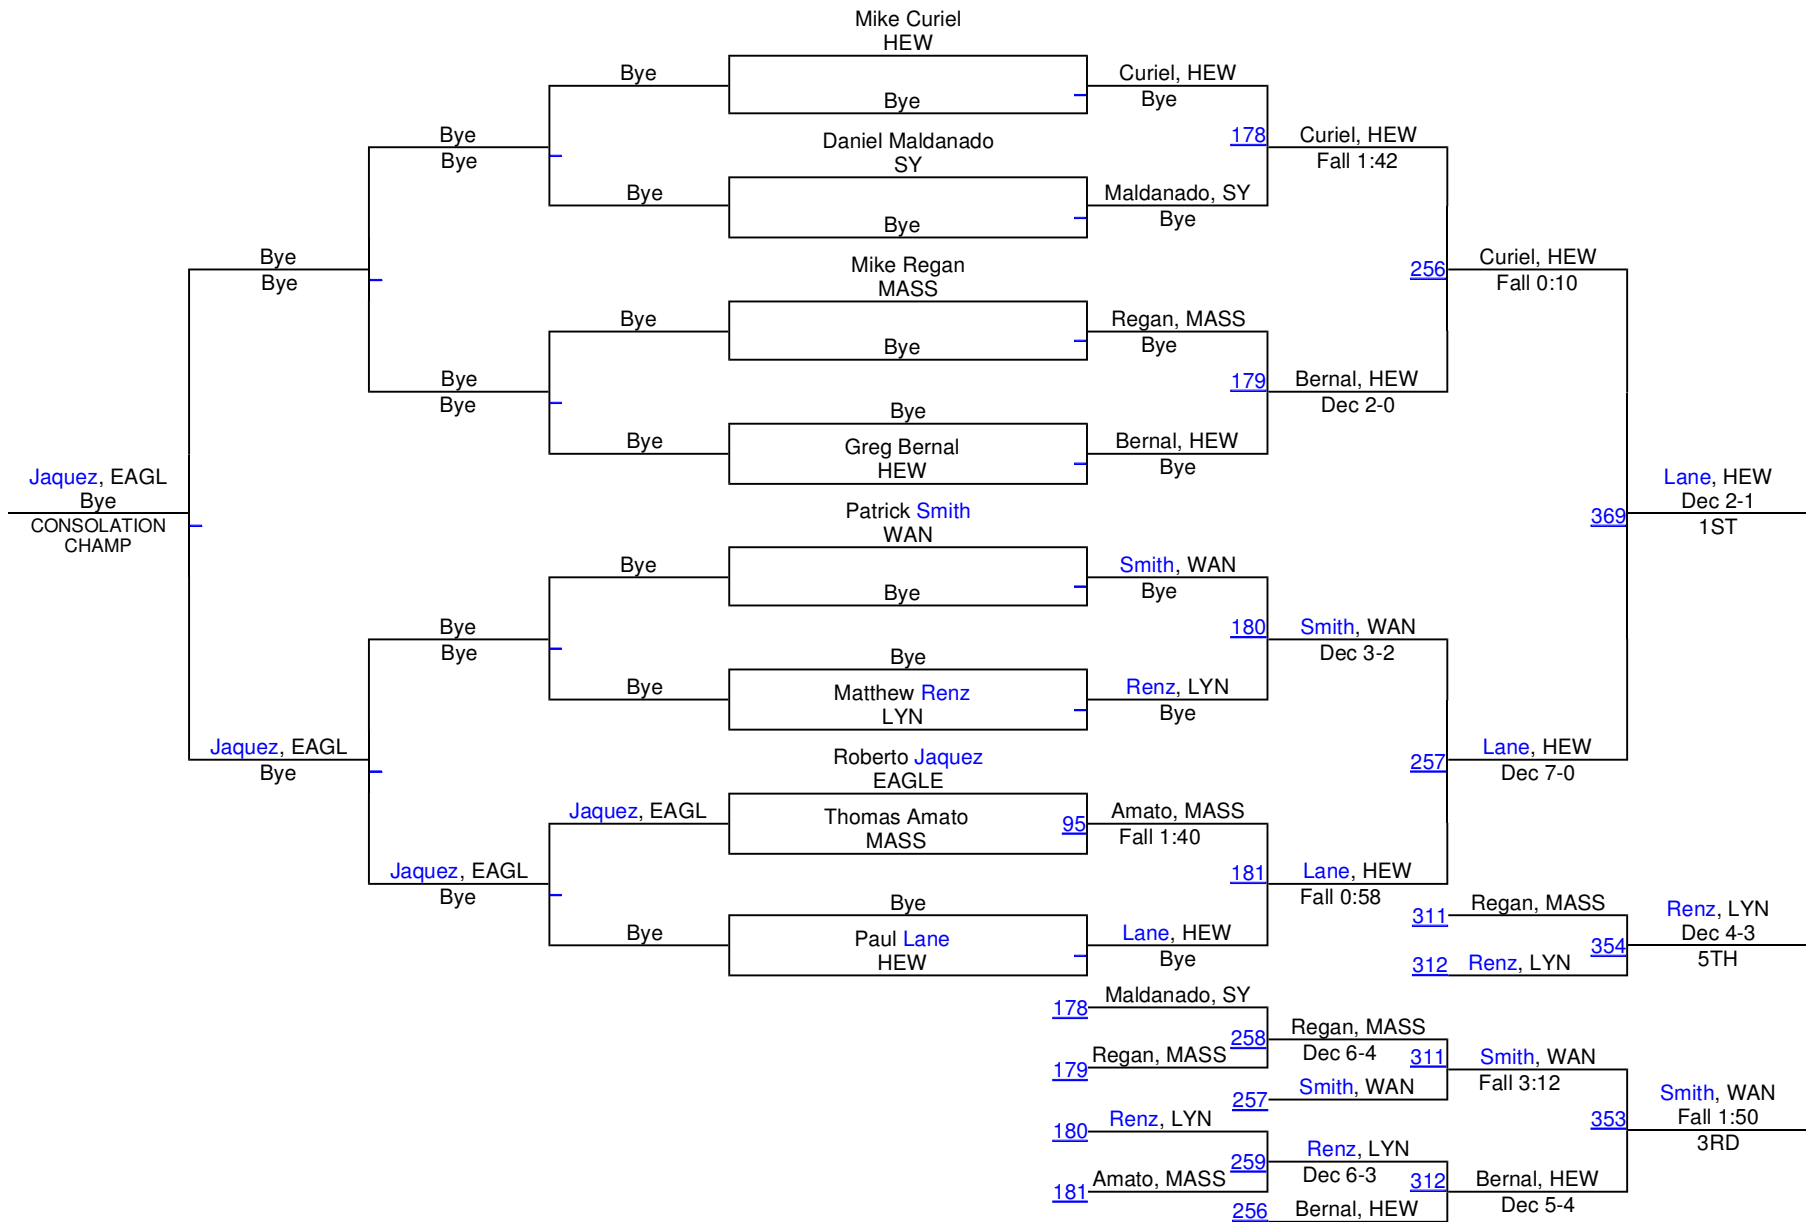 Mike Curiel
HEW
Bye
Curiel, HEW
Bye
Bye
178
Curiel, HEW
Fall 1:42
Bye
Bye
Daniel Maldanado
SY
Bye
Maldanado, SY
Bye
Bye
Bye
Bye
Mike Regan
MASS
256
Curiel, HEW
Fall 0:10
Bye
Regan, MASS
Bye
Bye
179
Bernal, HEW
Dec 2-0
Bye
Bye
Bye
Bye
Greg Bernal
HEW
Bernal, HEW
Bye
Jaquez, EAGL
Bye
CONSOLATION
CHAMP
Lane, HEW
Dec 2-1
1ST
369
Patrick Smith
WAN
Bye
Smith, WAN
Bye
Bye
180
Smith, WAN
Dec 3-2
Bye
Bye
Bye
Bye
Matthew Renz
LYN
Renz, LYN
Bye
Jaquez, EAGL
Bye
Roberto Jaquez
EAGLE
257
Lane, HEW
Dec 7-0
Jaquez, EAGL
Thomas Amato
MASS
95
Amato, MASS
Fall 1:40
Jaquez, EAGL
Bye
181
Lane, HEW
Fall 0:58
Bye
Bye
Paul Lane
HEW
Lane, HEW
Bye
311
Regan, MASS
312
Renz, LYN
354
Renz, LYN
Dec 4-3
5TH
178
Maldanado, SY
179
Regan, MASS
258
Regan, MASS
Dec 6-4
257
Smith, WAN
311
Smith, WAN
Fall 3:12
180
Renz, LYN
181
Amato, MASS
259
Renz, LYN
Dec 6-3
256
Bernal, HEW
312
Bernal, HEW
Dec 5-4
353
Smith, WAN
Fall 1:50
3RD